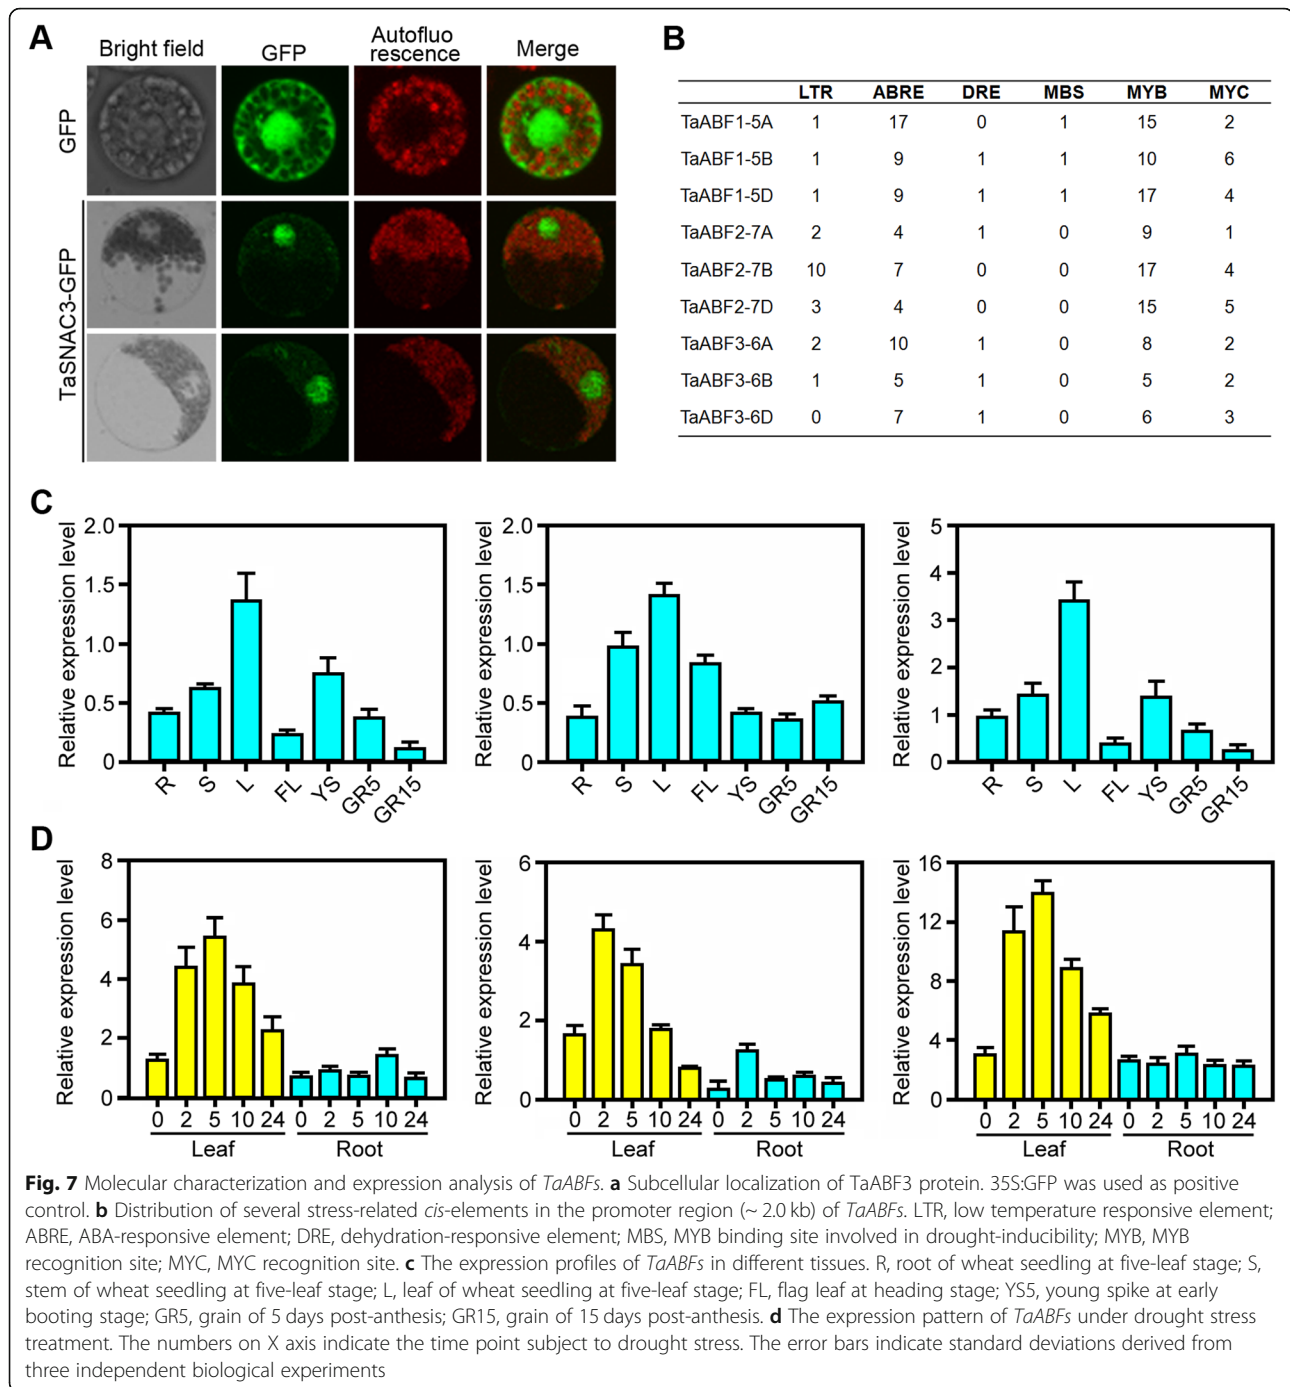 A
Bright field
GFP
Autofluo
rescence
Merge
GFP
TaSNAC3-GFP
B
LTR ABRE DRE MBS MYB MYC
TaABF1-5A 1 17 0 1 15 2
TaABF1-5B 1 9 1 1 10 6
TaABF1-5D 1 9 1 1 17 4
TaABF2-7A 2 4 1 0 9 1
TaABF2-7B 10 7 0 0 17 4
TaABF2-7D 3 4 0 0 15 5
TaABF3-6A 2 10 1 0 8 2
TaABF3-6B 1 5 1 0 5 2
TaABF3-6D 0 7 1 0 6 3
C
Relative expression level
2.0
1.5
1.0
0.5
0
R S L FL YS GR5 GR15
Relative expression level
2.0
1.5
1.0
0.5
0
R S L FL YS GR5 GR15
Relative expression level
5
4
3
2
1
0
R S L FL YS GR5 GR15
D
Relative expression level
8
6
4
2
0
0 2 5 10 24 0 2 5 10 24
Leaf Root
Relative expression level
6
4
2
0
0 2 5 10 24 0 2 5 10 24
Leaf Root
Relative expression level
16
12
8
4
0
0 2 5 10 24 0 2 5 10 24
Leaf Root
Fig. 7 Molecular characterization and expression analysis of TaABFs. a Subcellular localization of TaABF3 protein. 35S:GFP was used as positive
control. b Distribution of several stress-related cis-elements in the promoter region (~ 2.0 kb) of TaABFs. LTR, low temperature responsive element;
ABRE, ABA-responsive element; DRE, dehydration-responsive element; MBS, MYB binding site involved in drought-inducibility; MYB, MYB
recognition site; MYC, MYC recognition site. c The expression profiles of TaABFs in different tissues. R, root of wheat seedling at five-leaf stage; S,
stem of wheat seedling at five-leaf stage; L, leaf of wheat seedling at five-leaf stage; FL, flag leaf at heading stage; YS5, young spike at early
booting stage; GR5, grain of 5 days post-anthesis; GR15, grain of 15 days post-anthesis. d The expression pattern of TaABFs under drought stress
treatment. The numbers on X axis indicate the time point subject to drought stress. The error bars indicate standard deviations derived from
three independent biological experiments